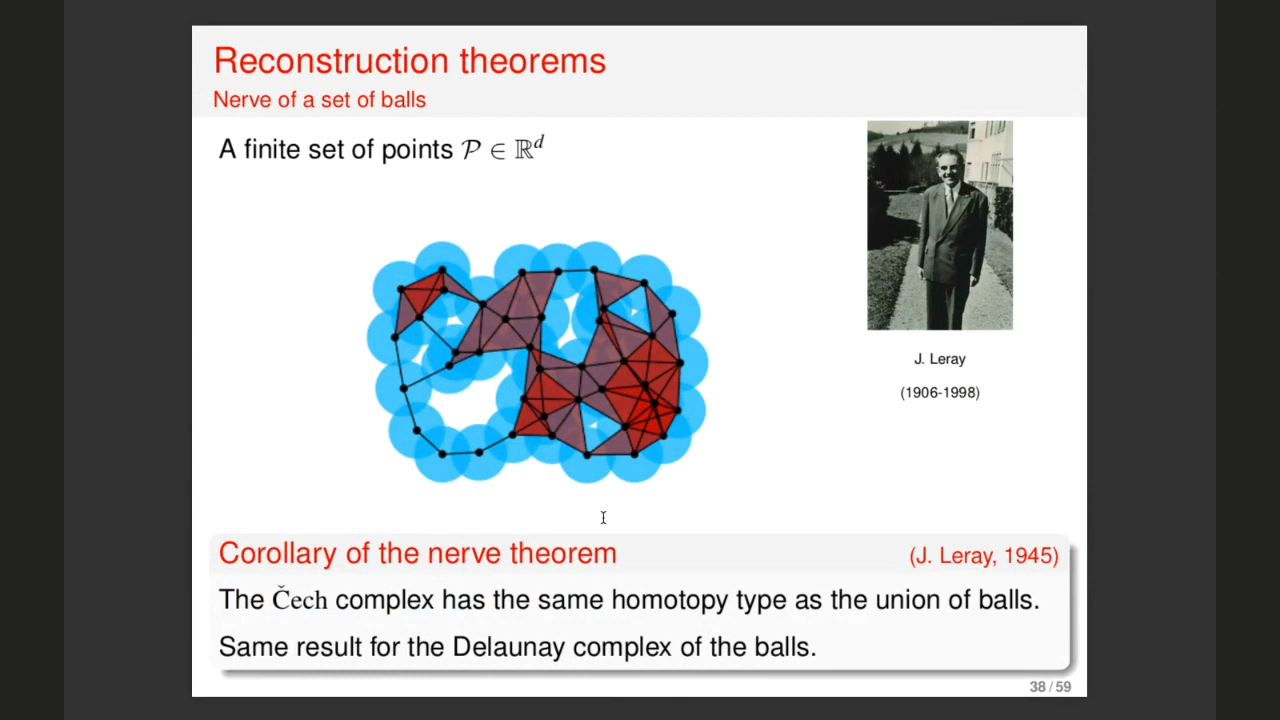 Reconstruction theorems
Nerve of a set of balls
A finite set of points 𝒫 ∈ ℝᵈ
J. Leray
(1906-1998)
Corollary of the nerve theorem (J. Leray, 1945)
The Čech complex has the same homotopy type as the union of balls.
Same result for the Delaunay complex of the balls.
38 / 59